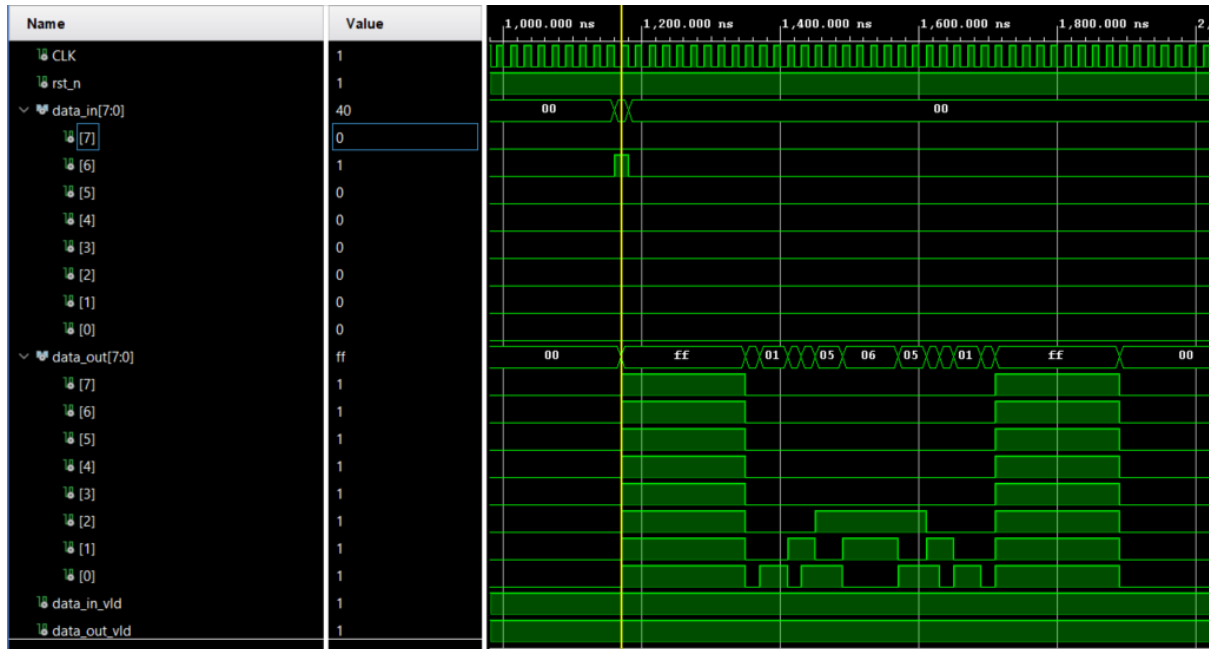 Name Value 1,000.000 ns 1,200.000 ns 1,400.000 ns 1,600.000 ns 1,800.000 ns 2,
CLK 1
rst_n 1
data_in[7:0] 40 00 00
[7] 0
[6] 1
[5] 0
[4] 0
[3] 0
[2] 0
[1] 0
[0] 0
data_out[7:0] ff 00 ff 01 05 06 05 01 ff 00
[7] 1
[6] 1
[5] 1
[4] 1
[3] 1
[2] 1
[1] 1
[0] 1
data_in_vld 1
data_out_vld 1